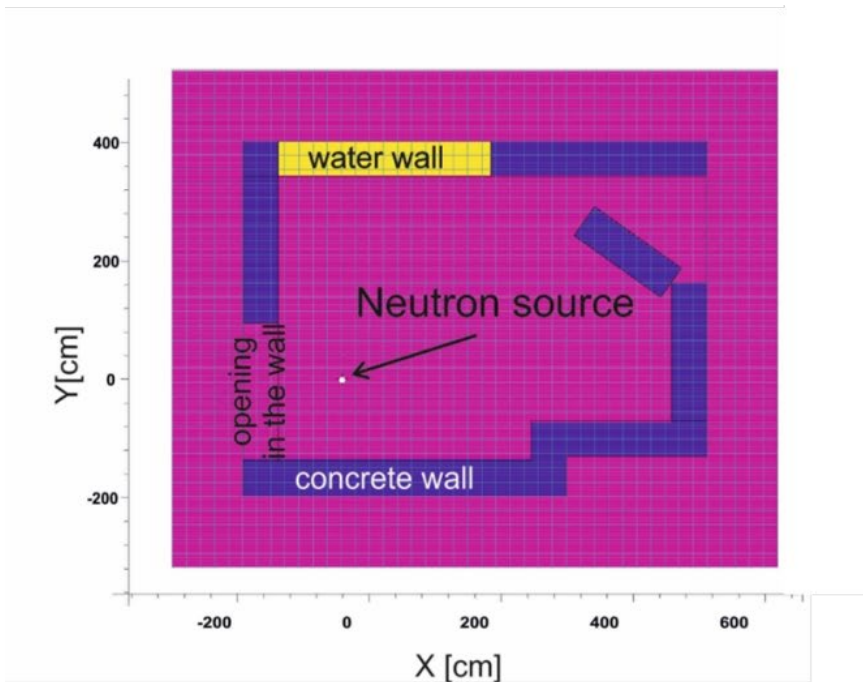 400
water wall
200
Neutron source
Y[cm]
0
opening
in the wall
concrete wall
-200
-200 0 200 400 600
X [cm]